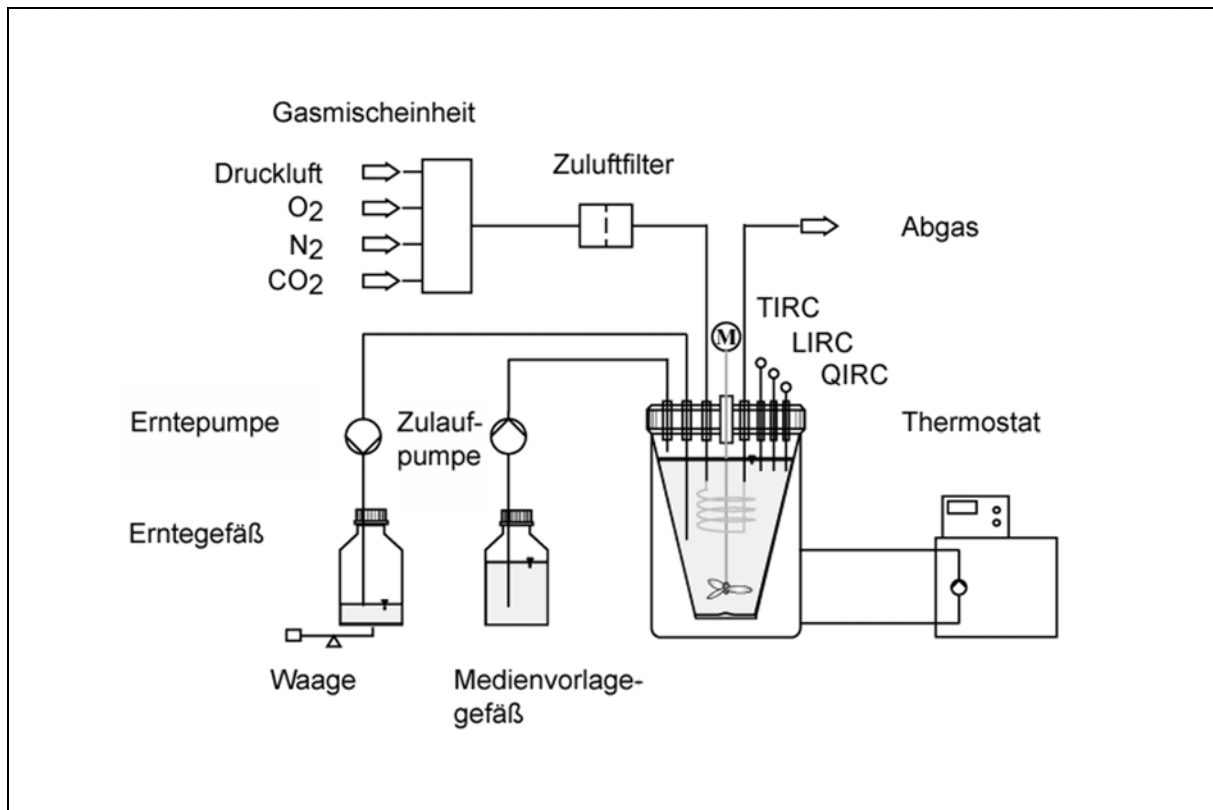 Gasmischeinheit
Druckluft
O2
N2
CO2
Zuluftfilter
Abgas
TIRC
LIRC
QIRC
M
Erntepumpe
Zulauf-
pumpe
Thermostat
Erntegefäß
Waage
Medienvorlage-
gefäß